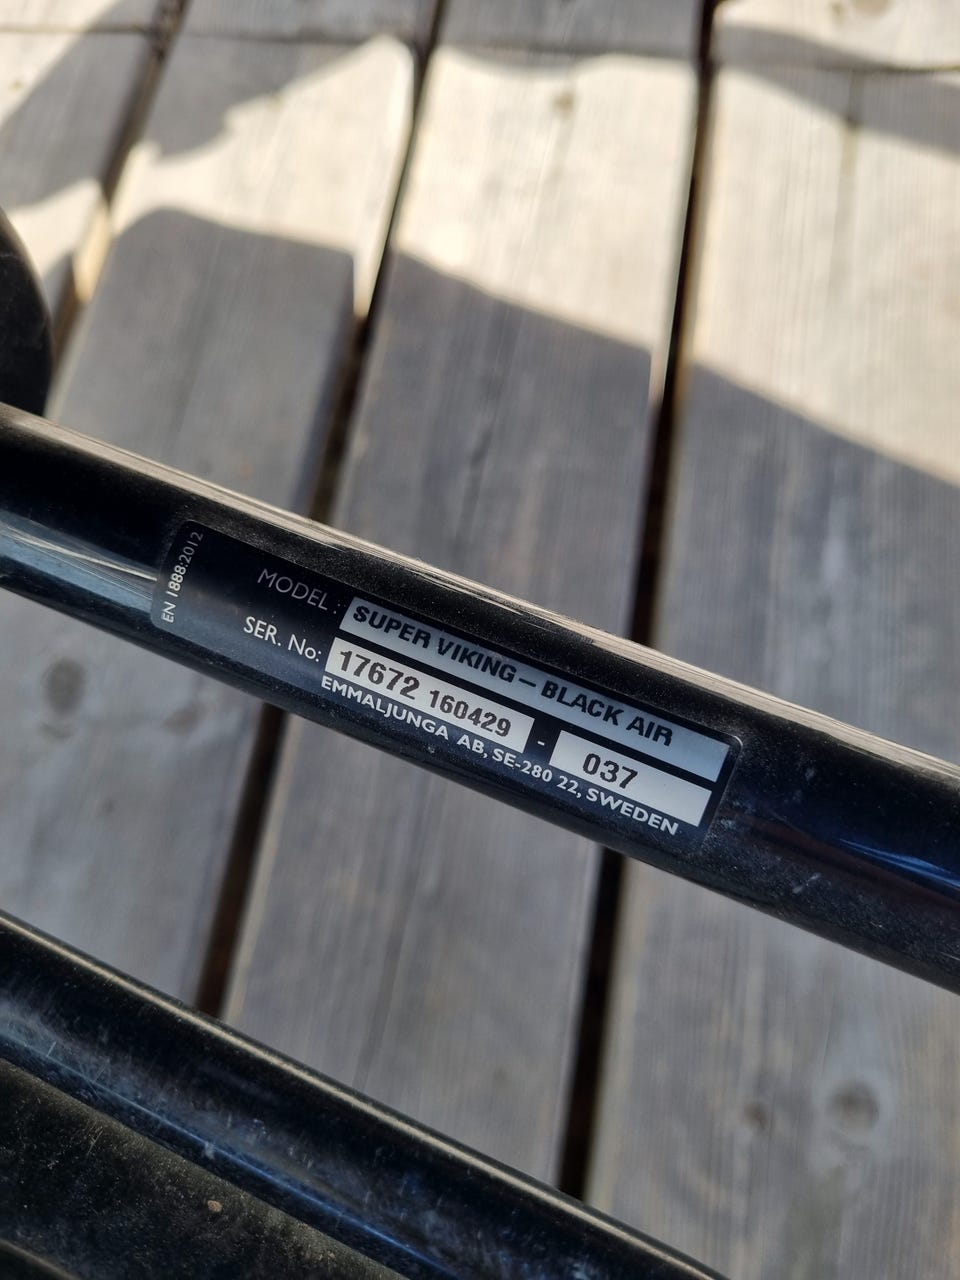 EN 1888:2012
MODEL : SUPER VIKING – BLACK AIR
SER. No: 17672 160429 - 037
EMMALJUNGA AB, SE-280 22, SWEDEN